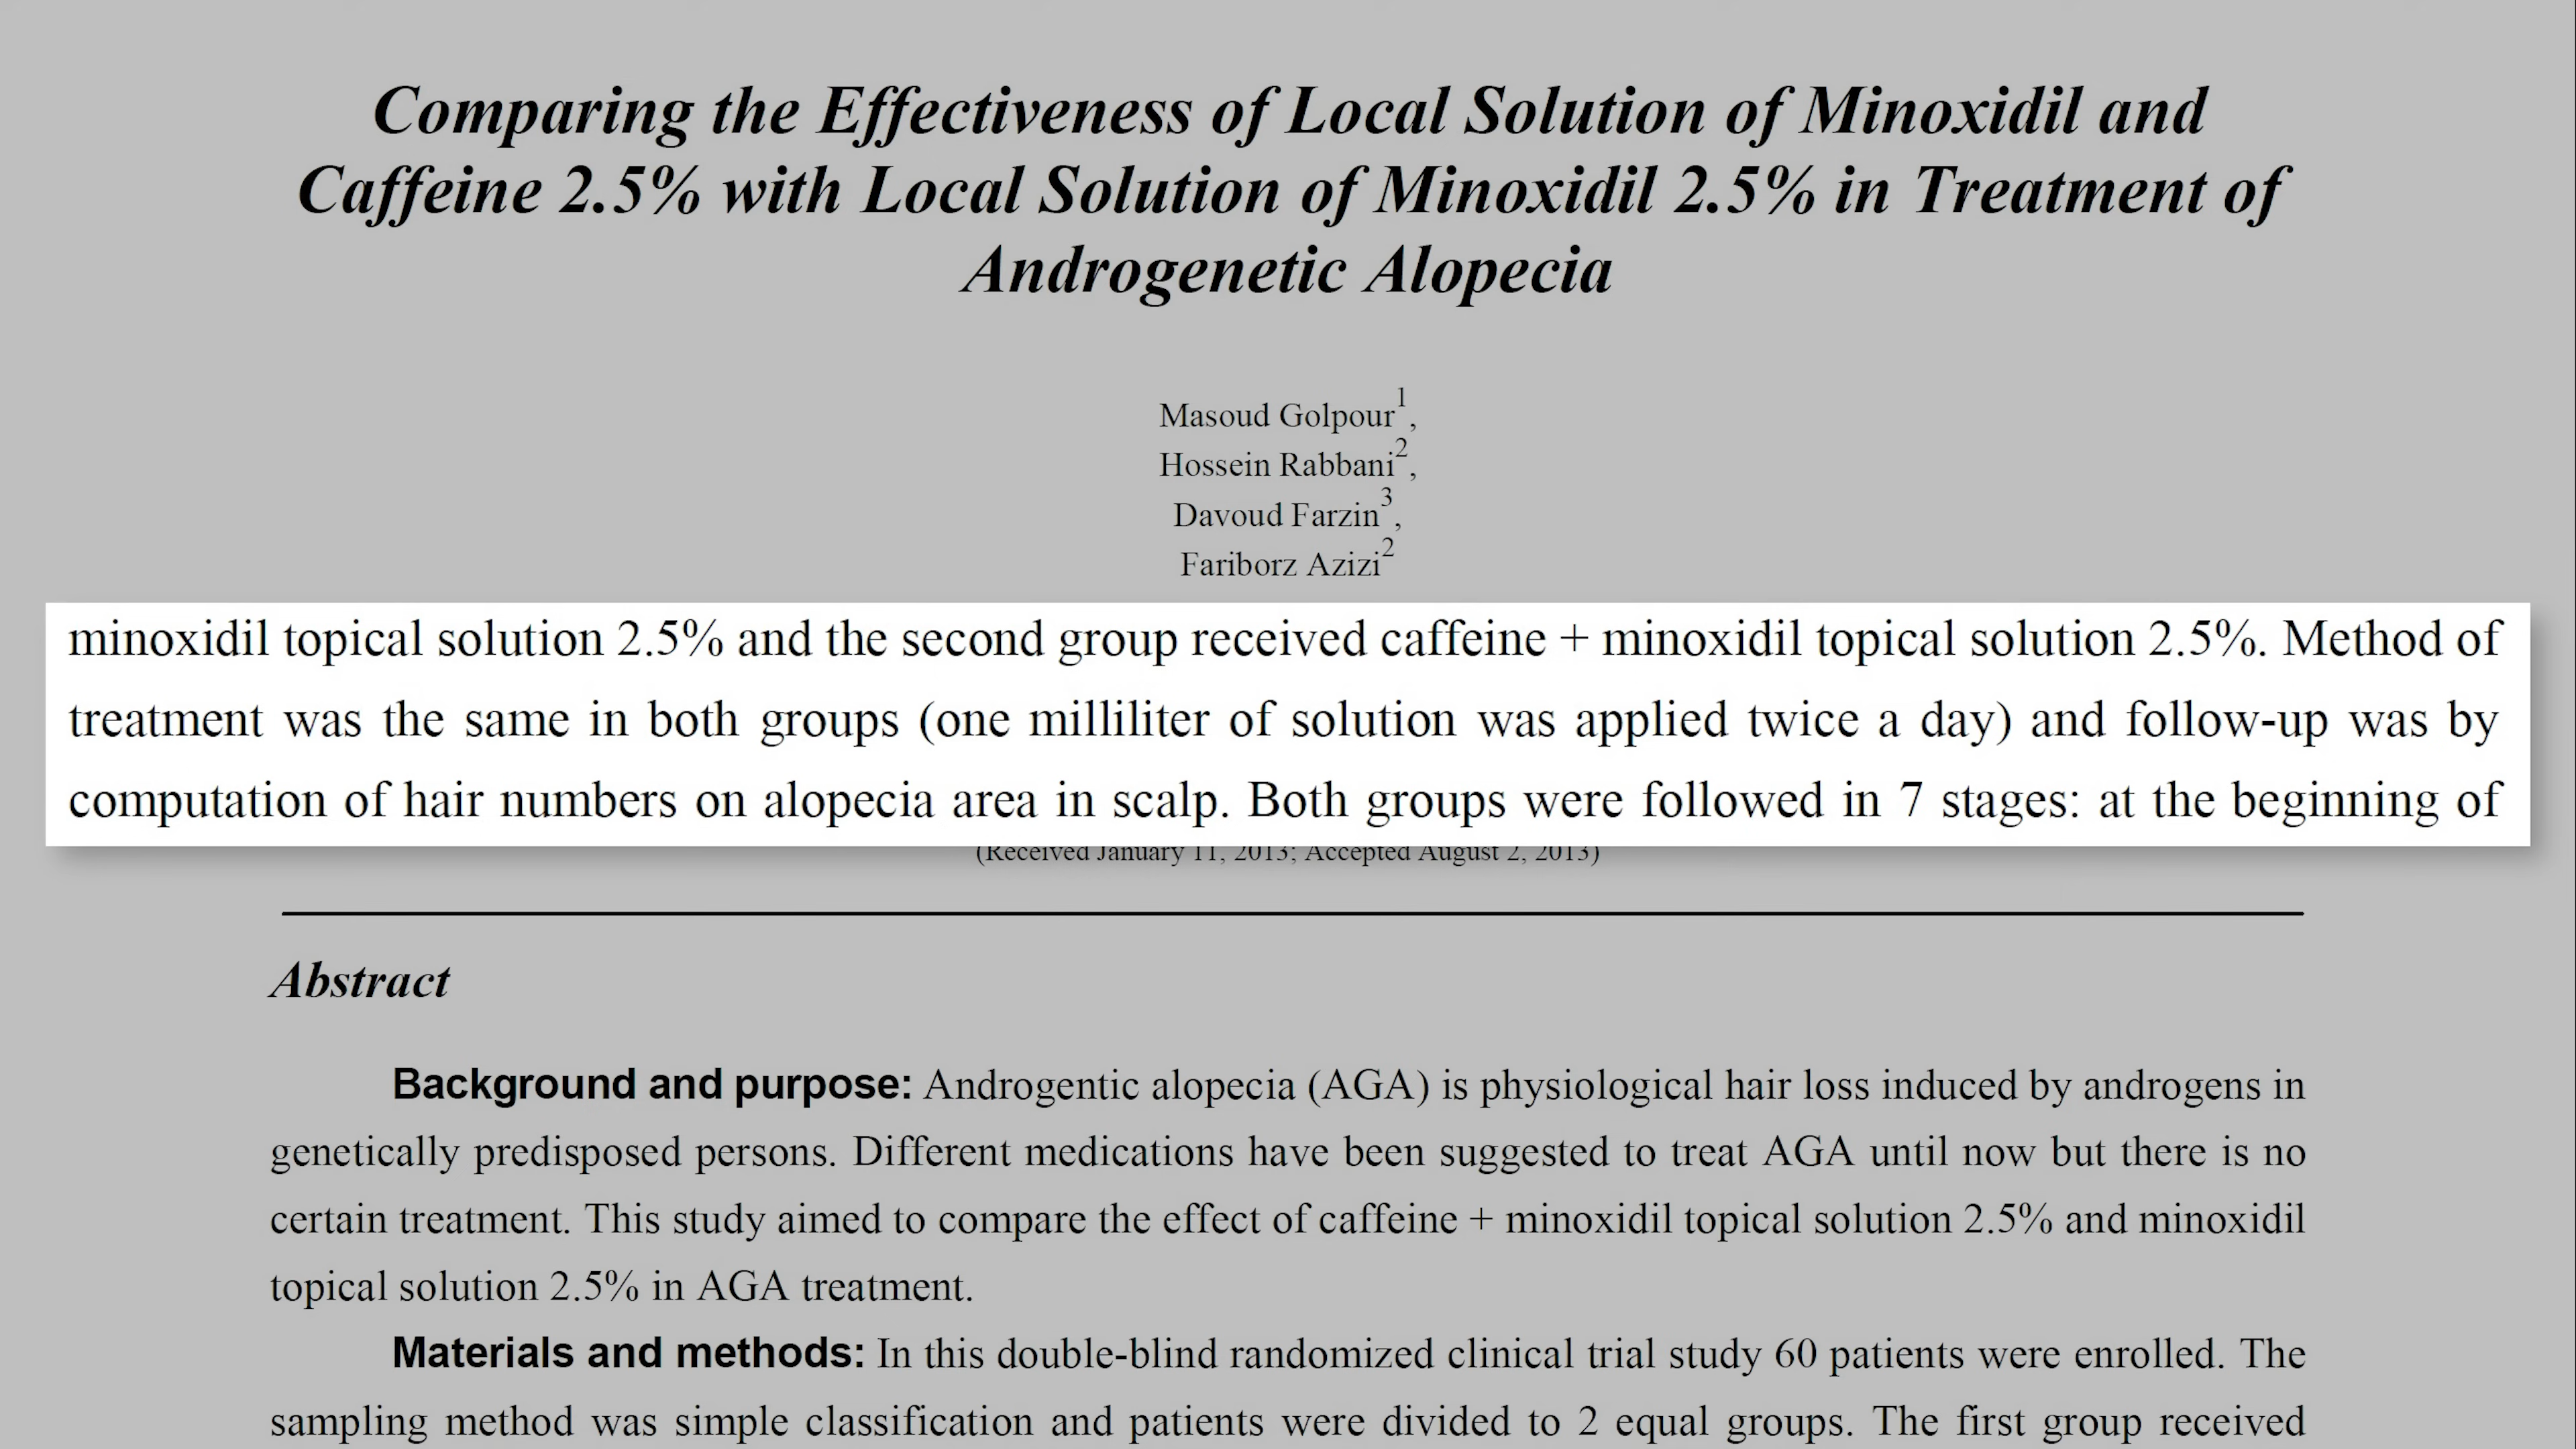 Comparing the Effectiveness of Local Solution of Minoxidil and
Caffeine 2.5% with Local Solution of Minoxidil 2.5% in Treatment of
Androgenetic Alopecia
Masoud Golpour1,
Hossein Rabbani2,
Davoud Farzin3,
Fariborz Azizi2
minoxidil topical solution 2.5% and the second group received caffeine + minoxidil topical solution 2.5%. Method of
treatment was the same in both groups (one milliliter of solution was applied twice a day) and follow-up was by
computation of hair numbers on alopecia area in scalp. Both groups were followed in 7 stages: at the beginning of
(Received January 11, 2013; Accepted August 2, 2013)
Abstract
Background and purpose: Androgentic alopecia (AGA) is physiological hair loss induced by androgens in
genetically predisposed persons. Different medications have been suggested to treat AGA until now but there is no
certain treatment. This study aimed to compare the effect of caffeine + minoxidil topical solution 2.5% and minoxidil
topical solution 2.5% in AGA treatment.
Materials and methods: In this double-blind randomized clinical trial study 60 patients were enrolled. The
sampling method was simple classification and patients were divided to 2 equal groups. The first group received